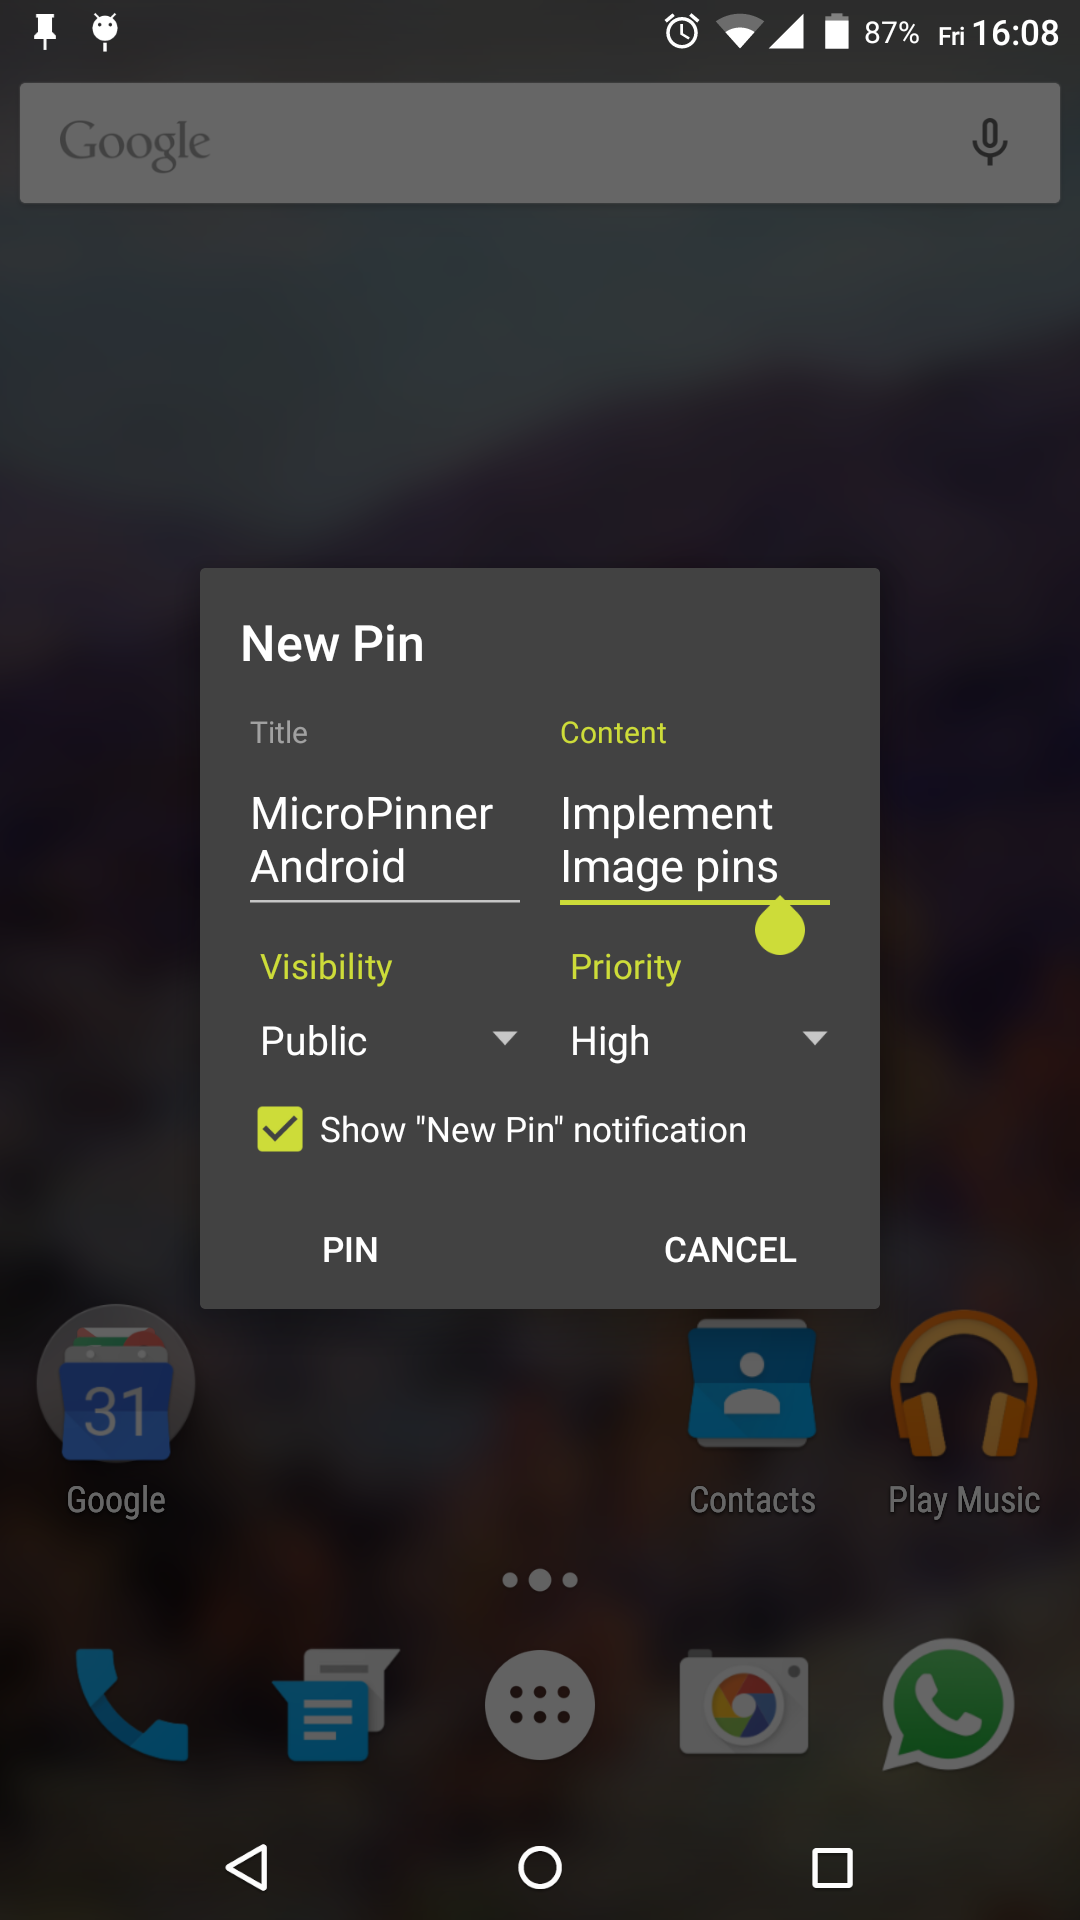 87% Fri 16:08
Google
New Pin
Title Content
MicroPinner Implement
Android Image pins
Visibility Priority
Public High
Show "New Pin" notification
PIN CANCEL
31
Google Contacts Play Music